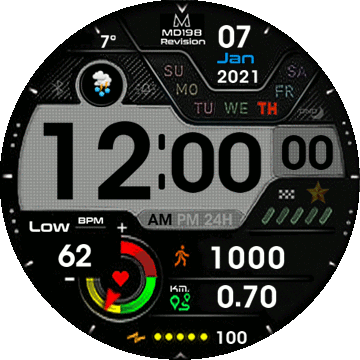 M
MD198
Revision
7°
07
Jan
2021
SU MO TU WE TH FR SA
12:00 00
AM PM 24H
Low BPM +
62
-
1000
KM.
0.70
100